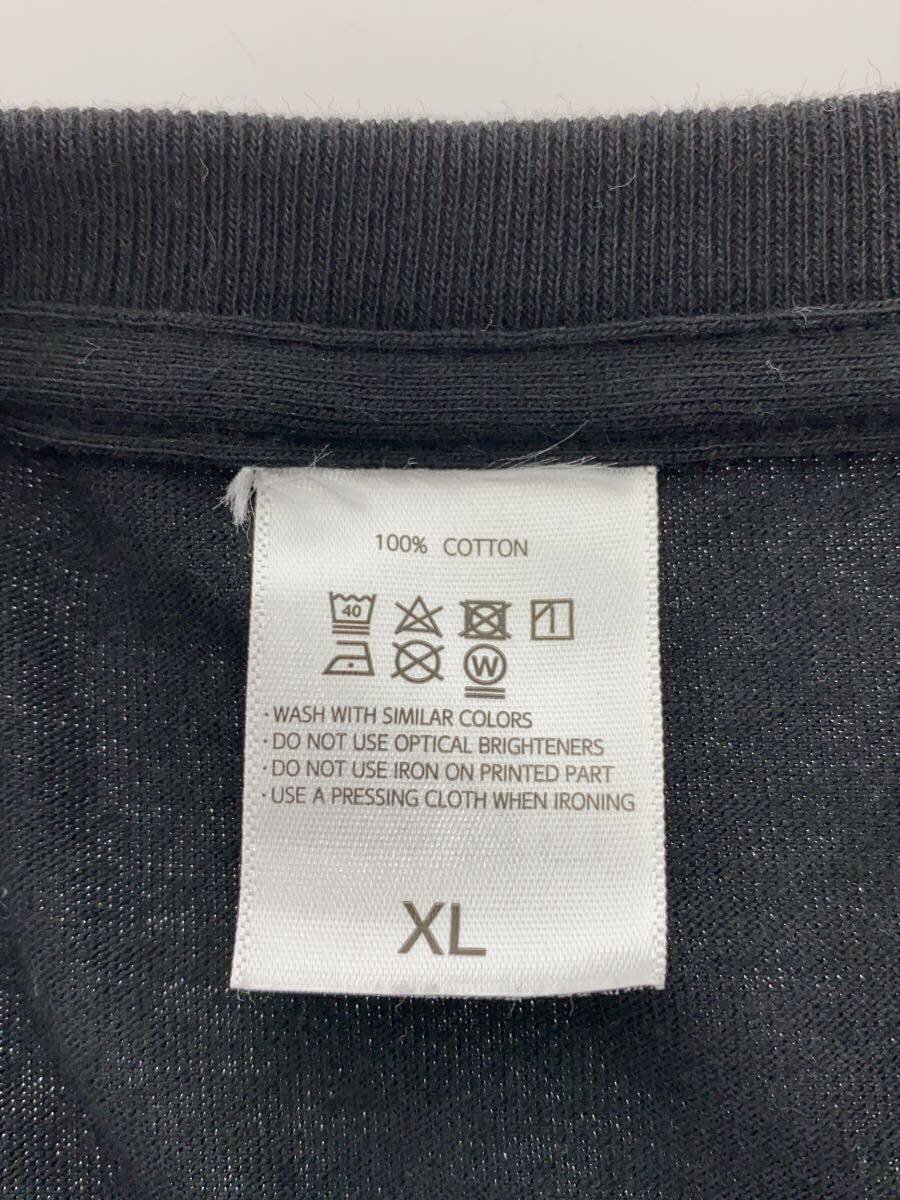 100% COTTON
40
W
·WASH WITH SIMILAR COLORS
·DO NOT USE OPTICAL BRIGHTENERS
·DO NOT USE IRON ON PRINTED PART
·USE A PRESSING CLOTH WHEN IRONING
XL